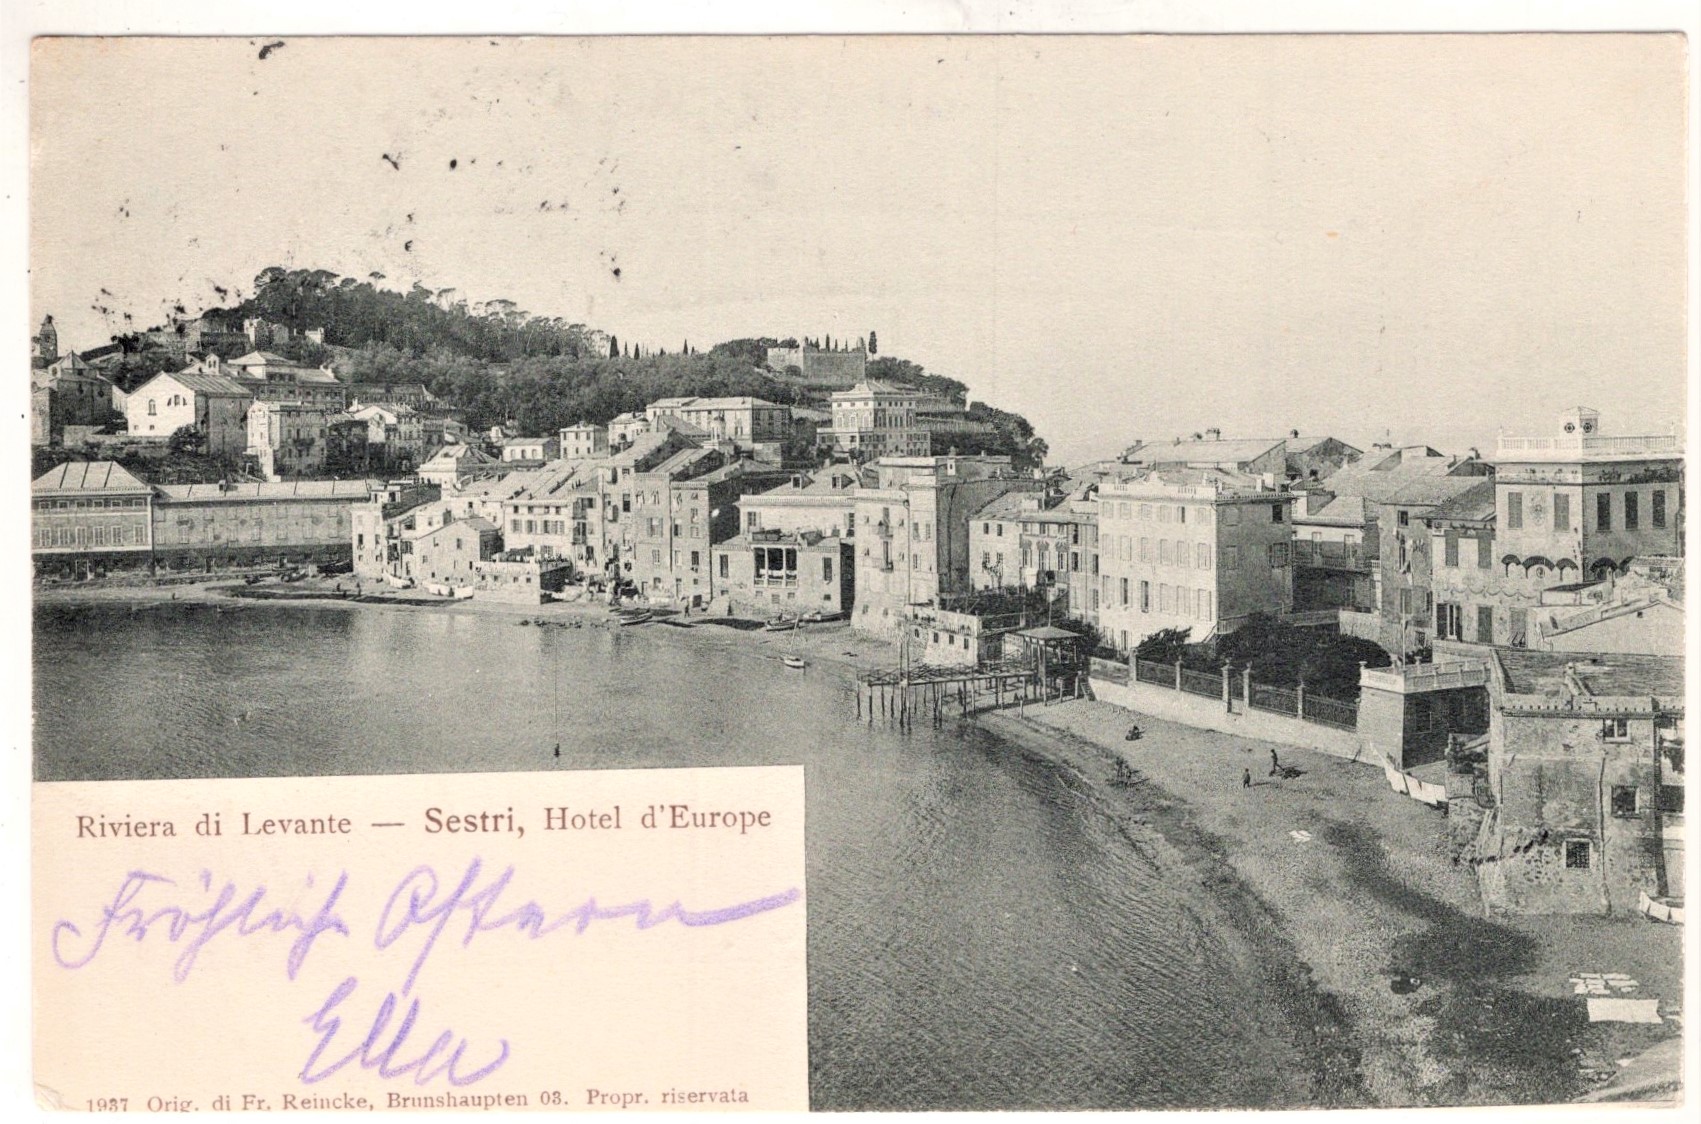 Riviera di Levante — Sestri, Hotel d'Europe
Fröhliche Ostern
Ella
1937 Orig. di Fr. Reincke, Brunshaupten 03. Propr. riservata